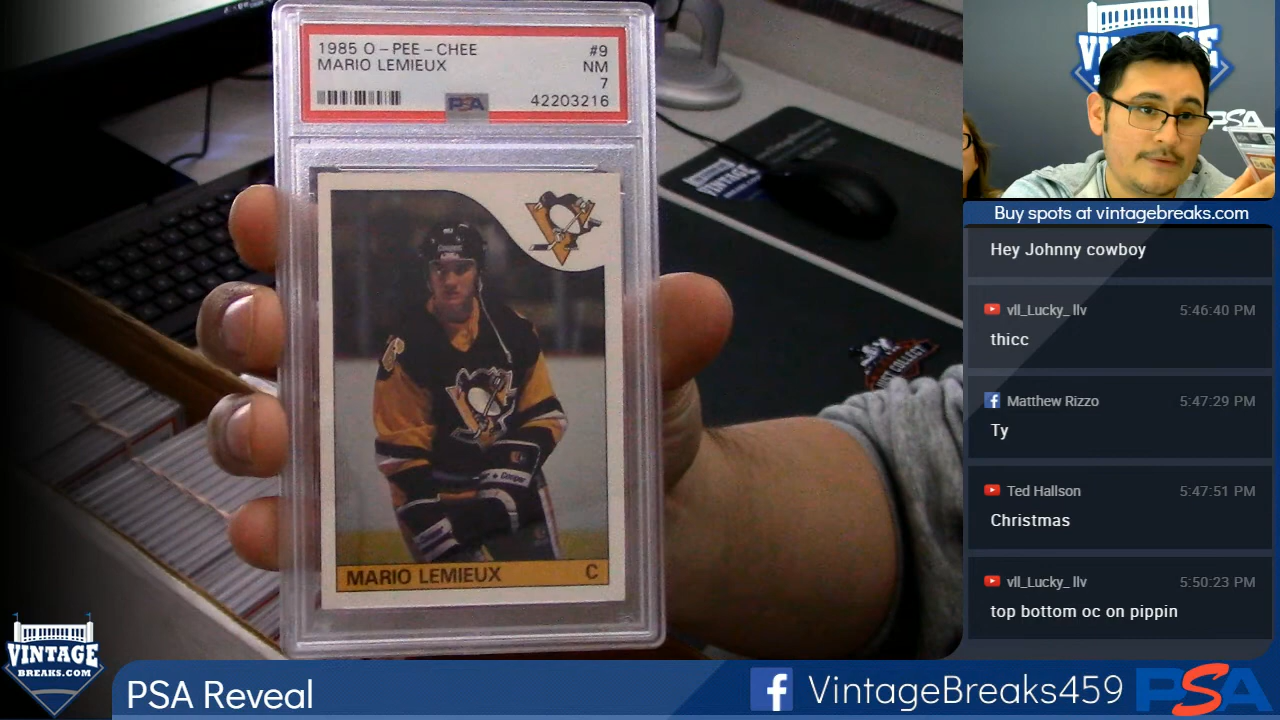 1985 O-PEE-CHEE #9
MARIO LEMIEUX NM
7
PSA 42203216
MARIO LEMIEUX C
Cooper
VINTAGE
PSA
Buy spots at vintagebreaks.com
Hey Johnny cowboy
vll_Lucky_llv 5:46:40 PM
thicc
Matthew Rizzo 5:47:29 PM
Ty
Ted Hallson 5:47:51 PM
Christmas
vll_Lucky_llv 5:50:23 PM
top bottom oc on pippin
VINTAGE
BREAKS.COM
PSA Reveal
VintageBreaks459
PSA